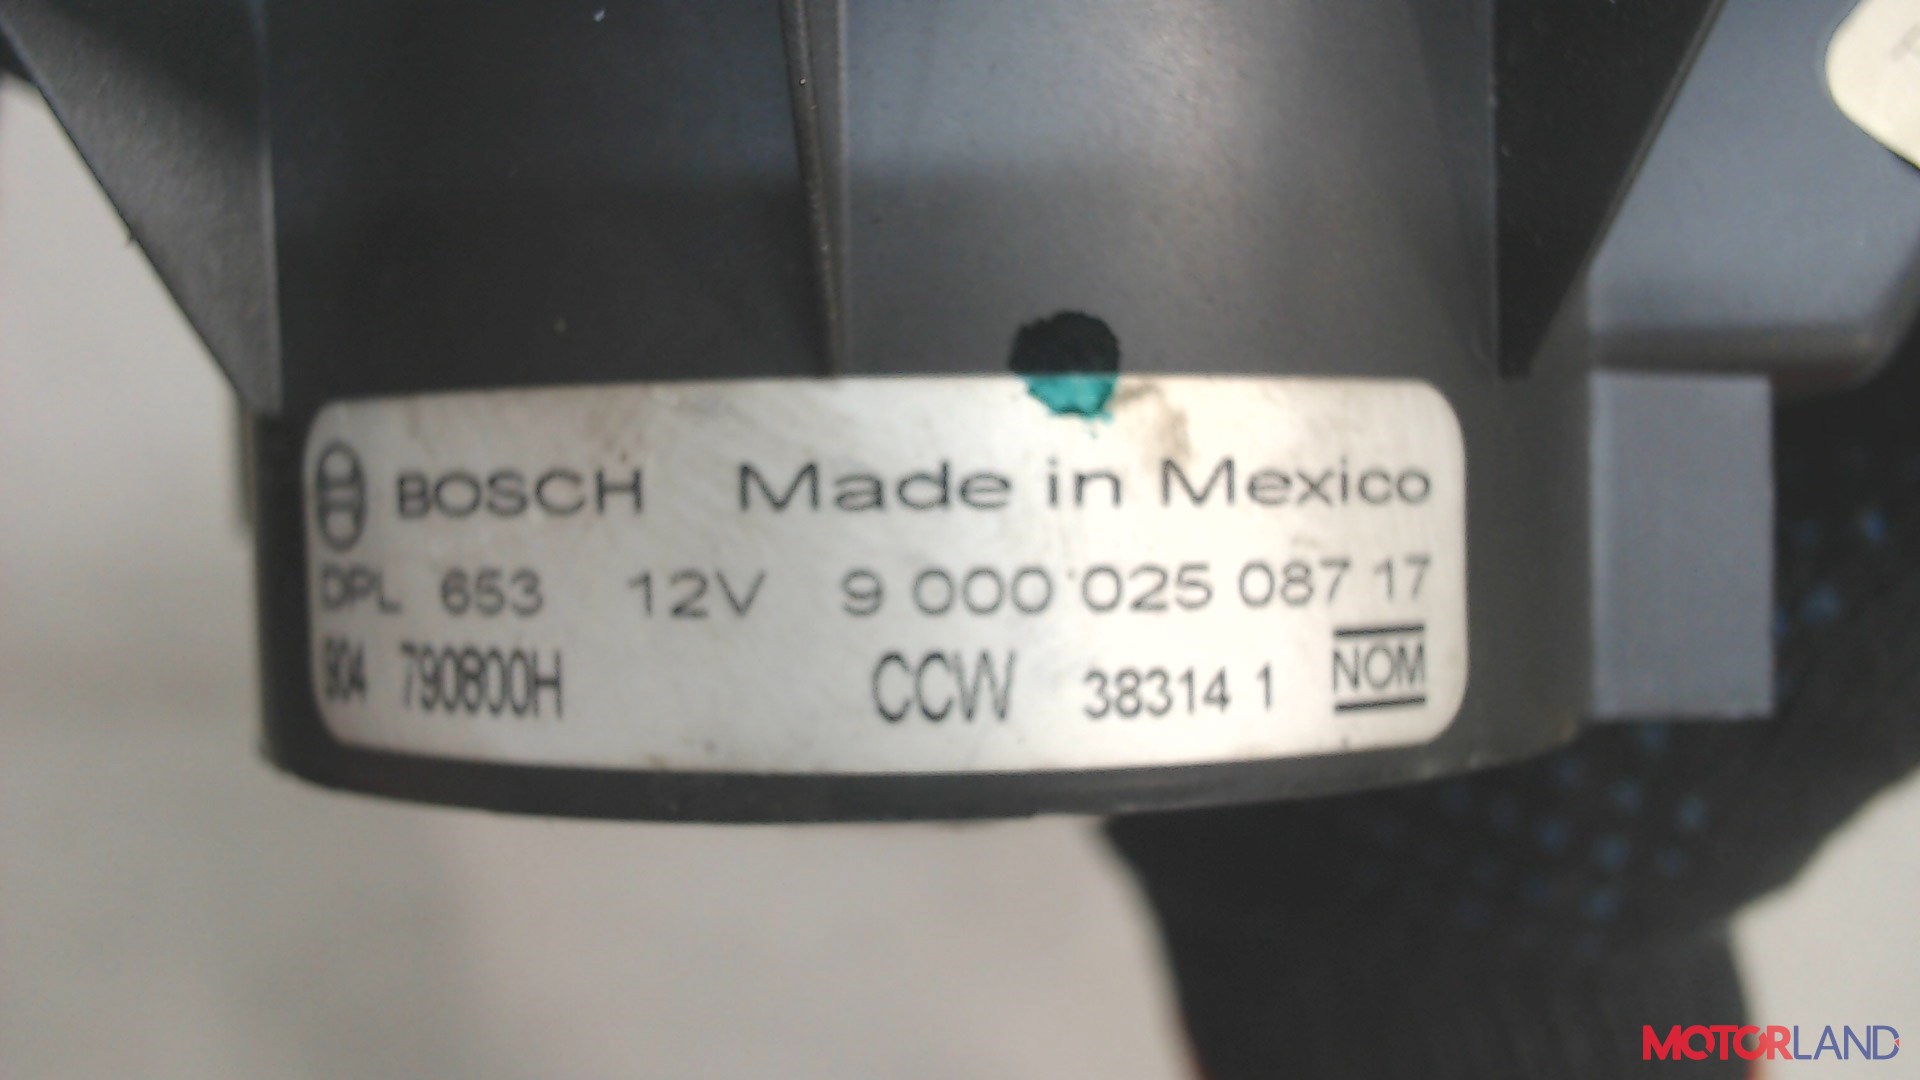 BOSCH Made in Mexico
DPL 653 12V 9 000 025 087 17
904 790800H CCW 38314 1 NOM
MOTORLAND